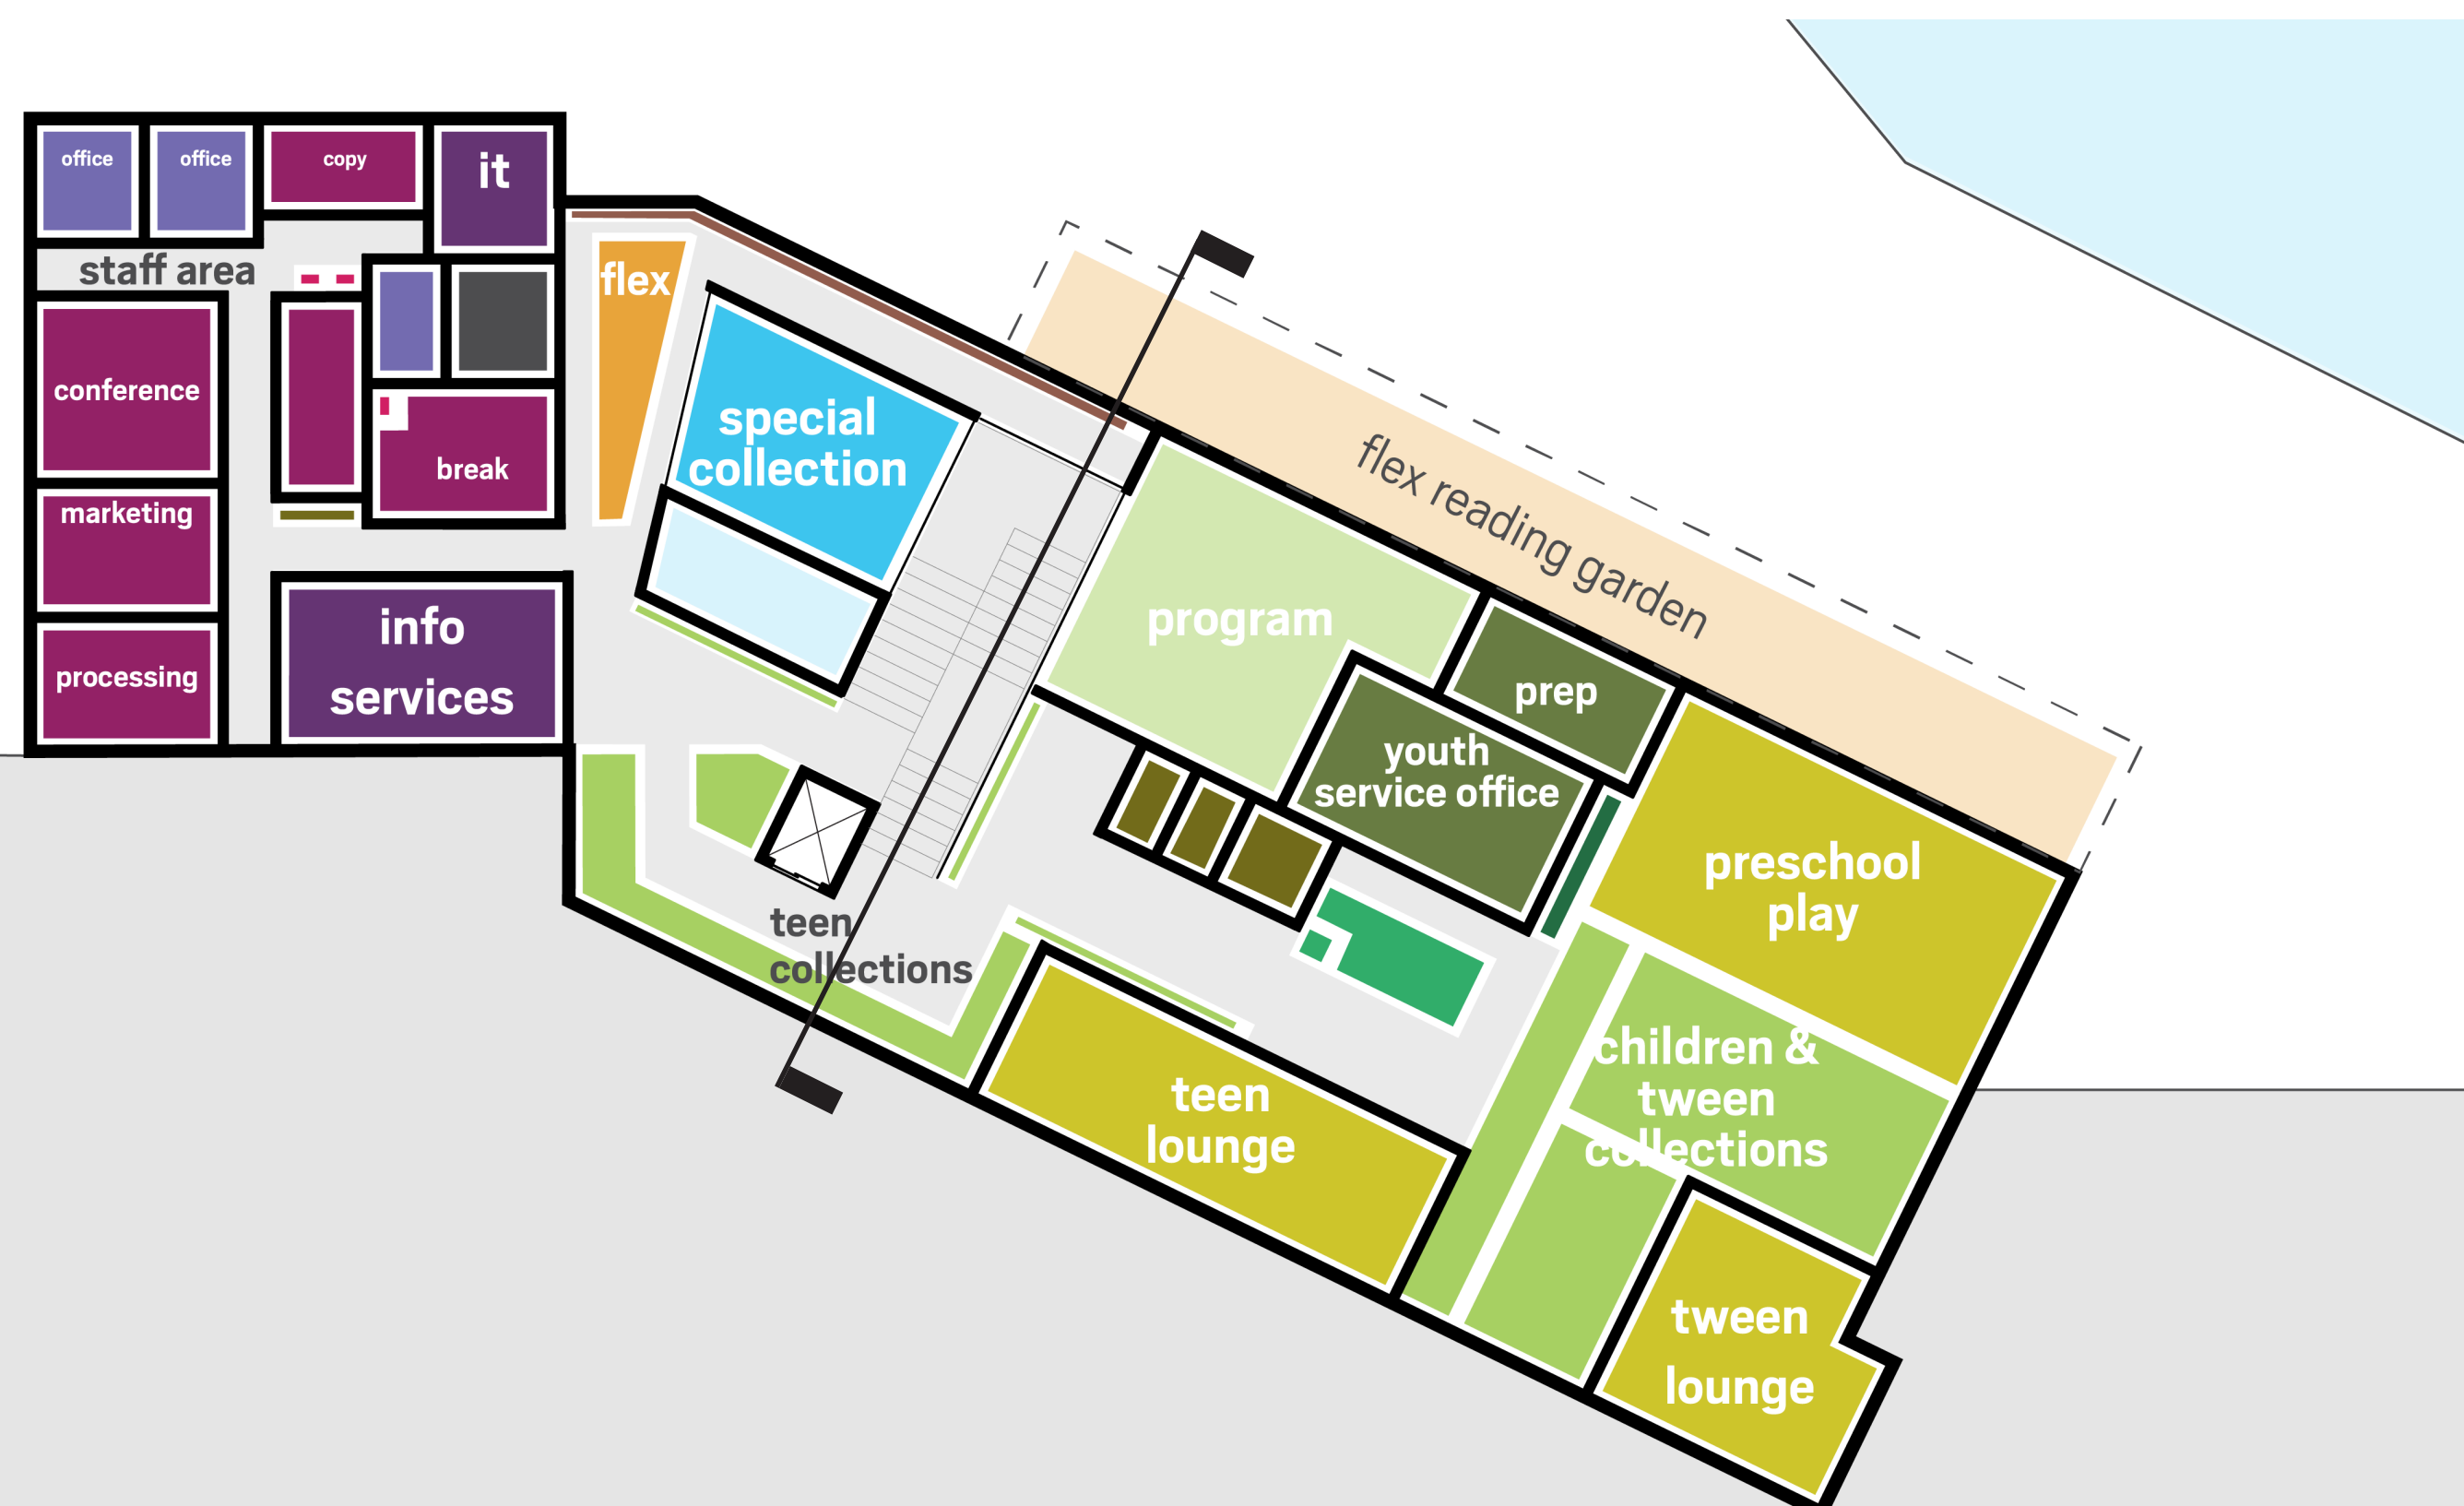 office
office
copy
it
staff area
flex
conference
special
collection
break
marketing
flex reading garden
info
services
program
processing
prep
youth
service office
preschool
play
teen
collections
children &
tween
collections
teen
lounge
tween
lounge